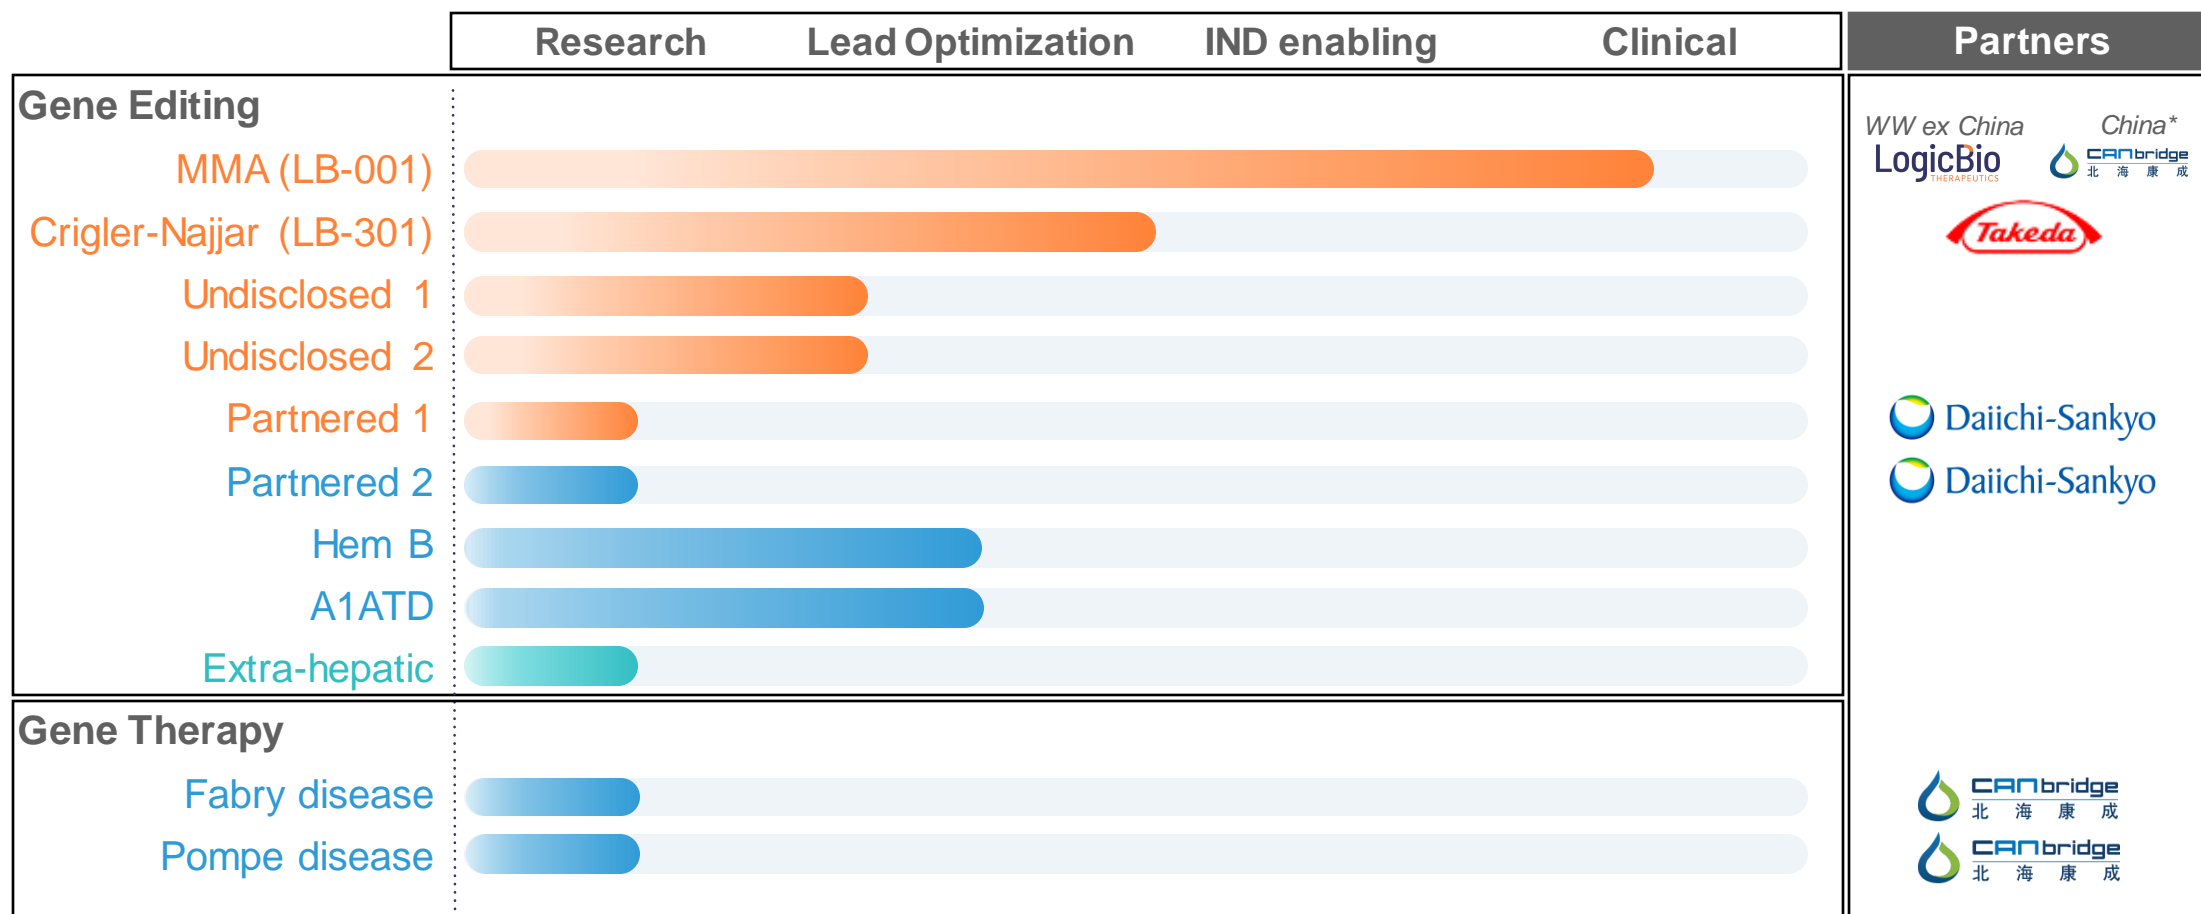 Research Lead Optimization IND enabling Clinical Partners
Gene Editing
WW ex China China*
MMA (LB-001) LogicBio THERAPEUTICS CANbridge 北海康成
Crigler-Najjar (LB-301) Takeda
Undisclosed 1
Undisclosed 2
Partnered 1 Daiichi-Sankyo
Partnered 2 Daiichi-Sankyo
Hem B
A1ATD
Extra-hepatic
Gene Therapy
Fabry disease CANbridge 北海康成
Pompe disease CANbridge 北海康成